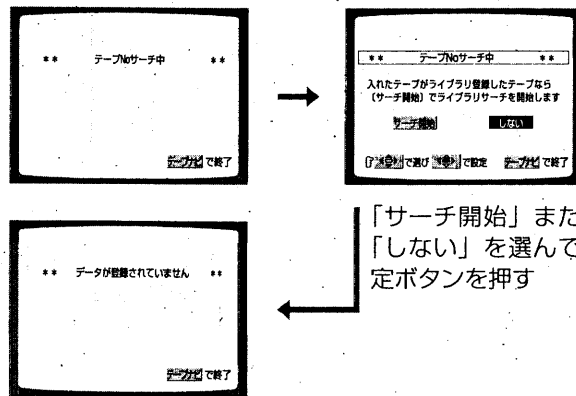 ** テープNoサーチ中 **
テープナビで終了
** テープNoサーチ中 **
入れたテープがライブラリ登録したテープなら
(サーチ開始)でライブラリサーチを開始します
サーチ開始 しない
で選び で設定 テープナビで終了
「サーチ開始」また
「しない」を選んで
定ボタンを押す
** データが登録されていません **
テープナビで終了